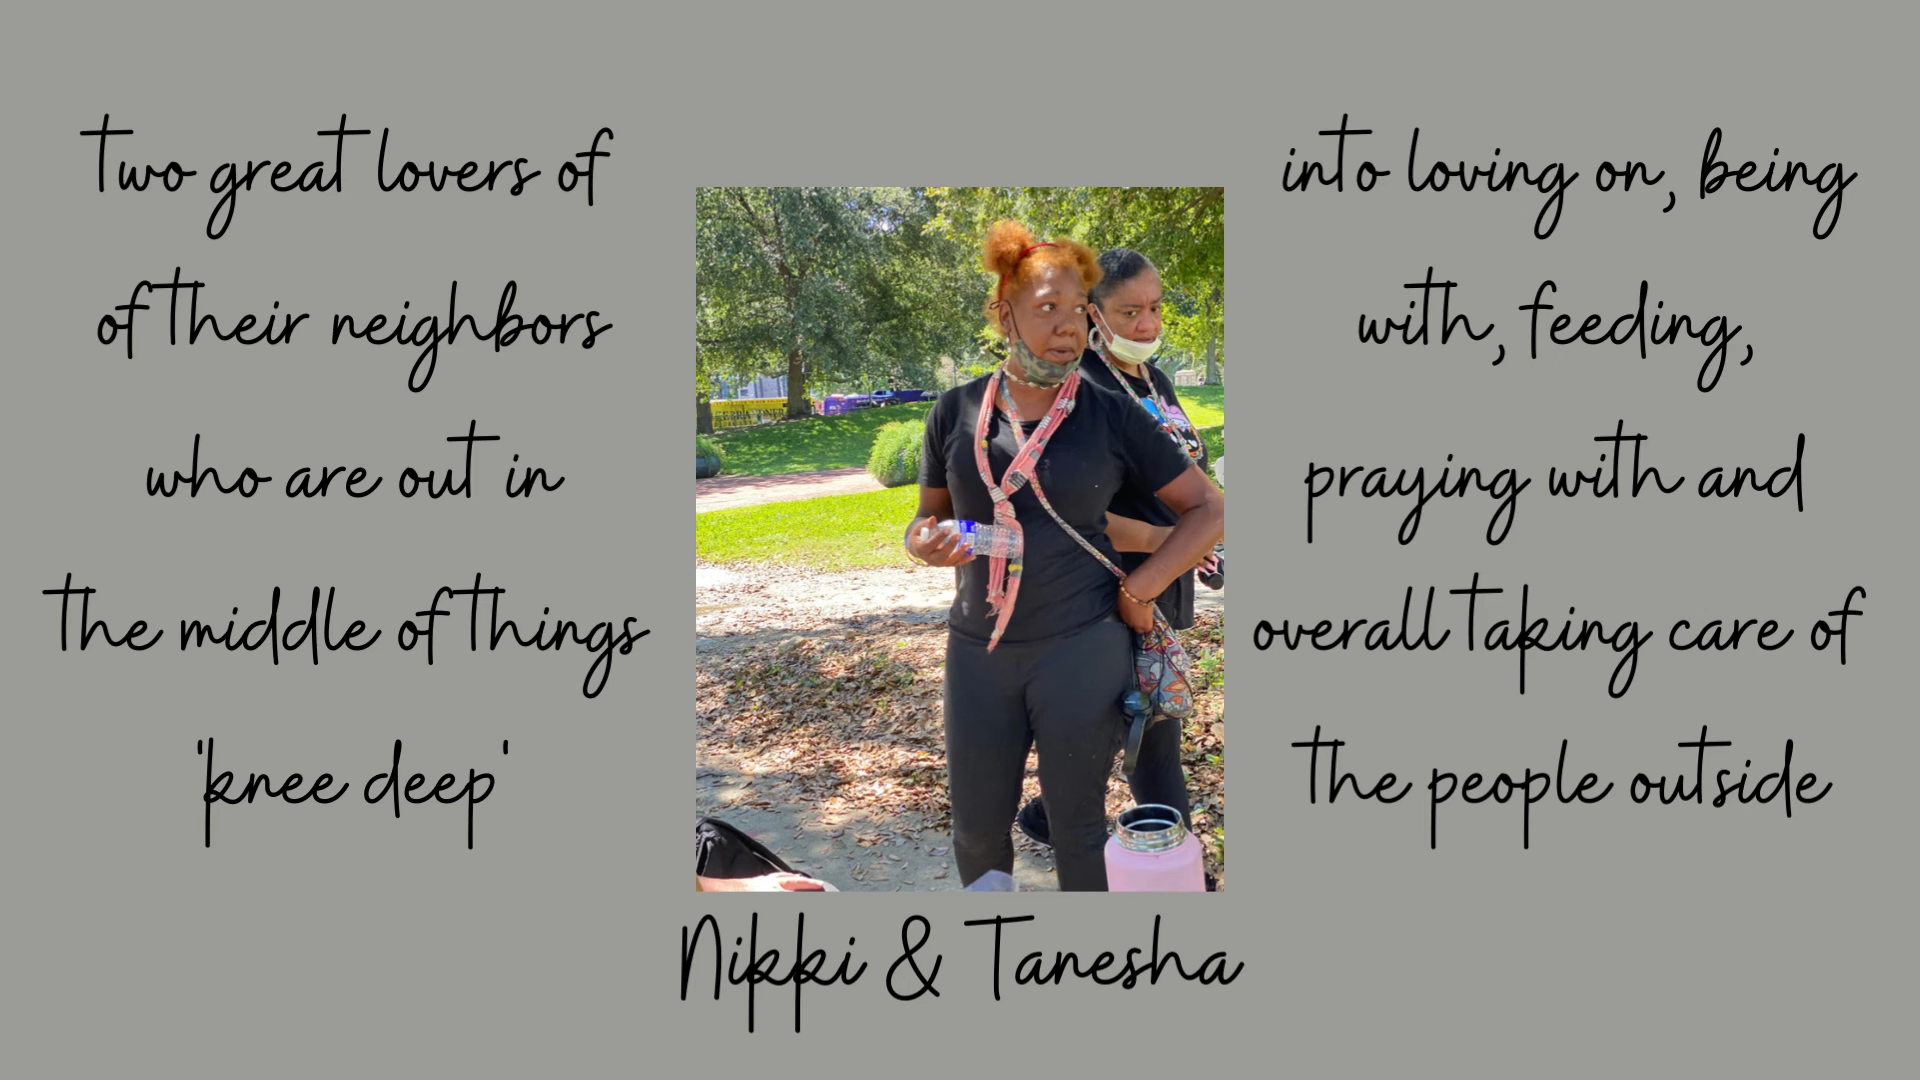 two great lovers of
of their neighbors
who are out in
the middle of things
'knee deep'
into loving on, being
with, feeding,
praying with and
overall taking care of
the people outside
Nikki & Tanesha